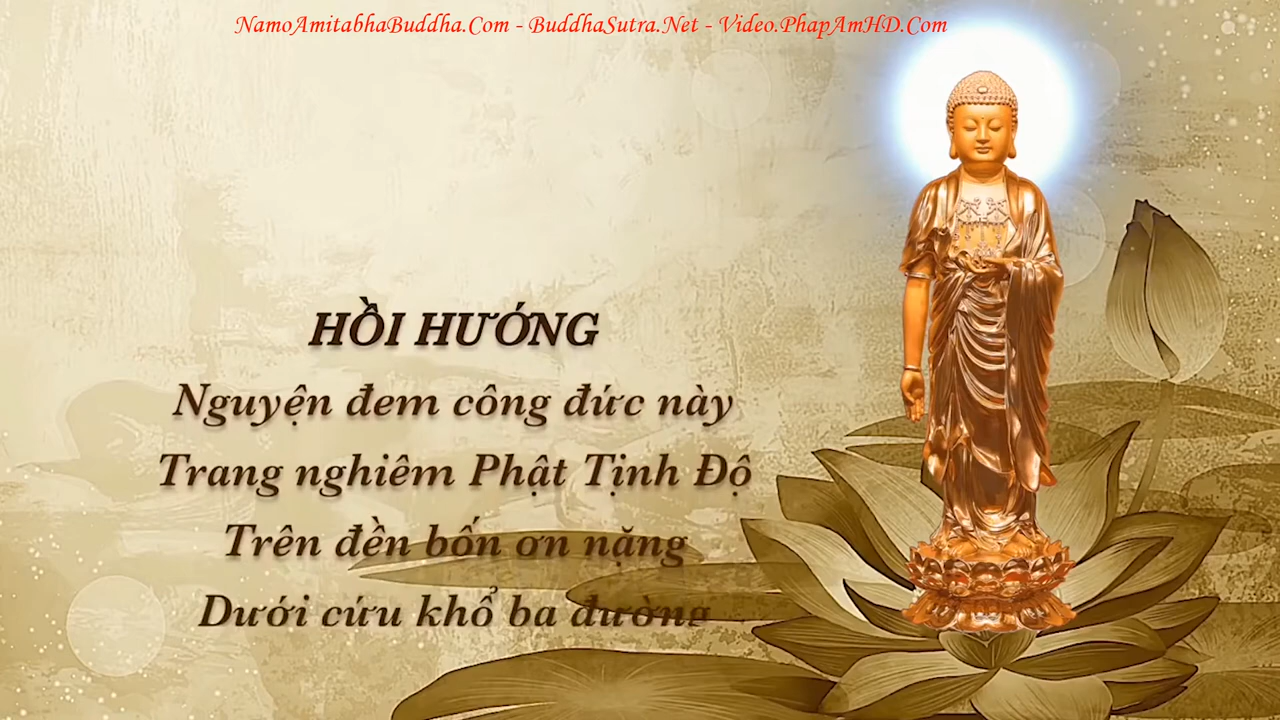 NamoAmitabhaBuddha.Com - BuddhaSutra.Net - Video.PhapAmHD.Com
HỒI HƯỚNG
Nguyện đem công đức này
Trang nghiêm Phật Tịnh Độ
Trên đền bốn ơn nặng
Dưới cứu khổ ba đường